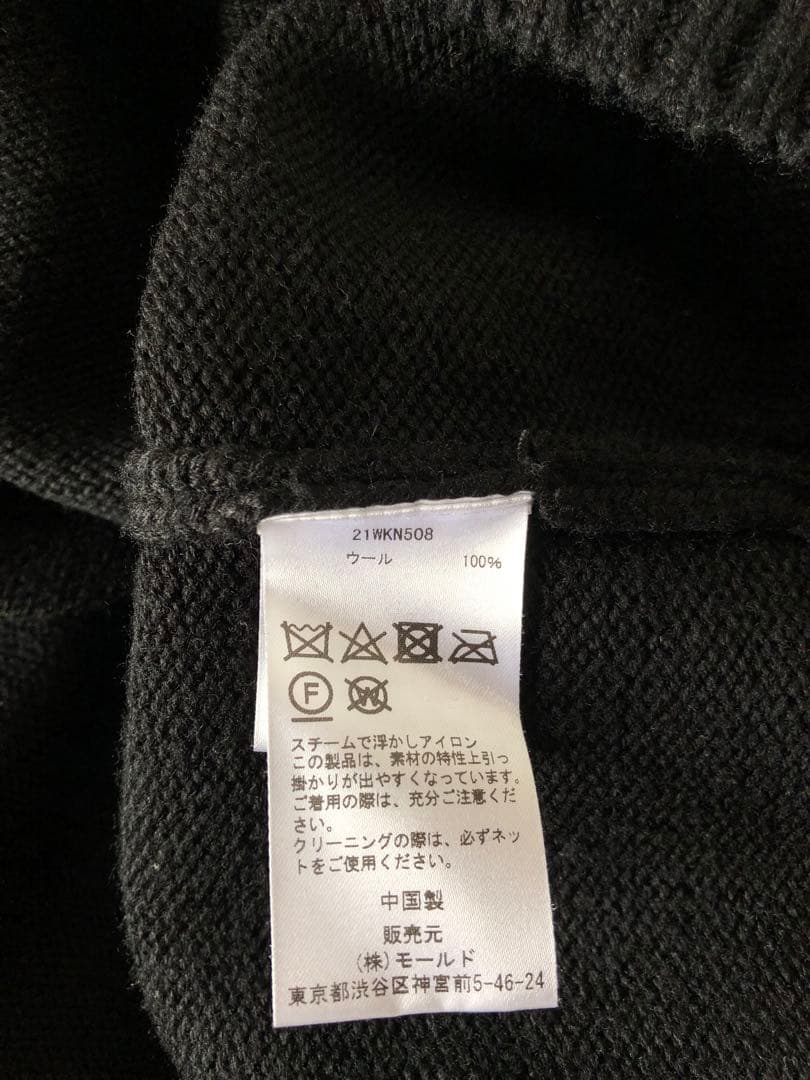 21WKN508
ウール 100%
F
W
スチームで浮かしアイロン
この製品は、素材の特性上引っ
掛かりが出やすくなっています。
ご着用の際は、充分ご注意くだ
さい。
クリーニングの際は、必ずネッ
トをご使用ください。
中国製
販売元
(株)モールド
東京都渋谷区神宮前5-46-24